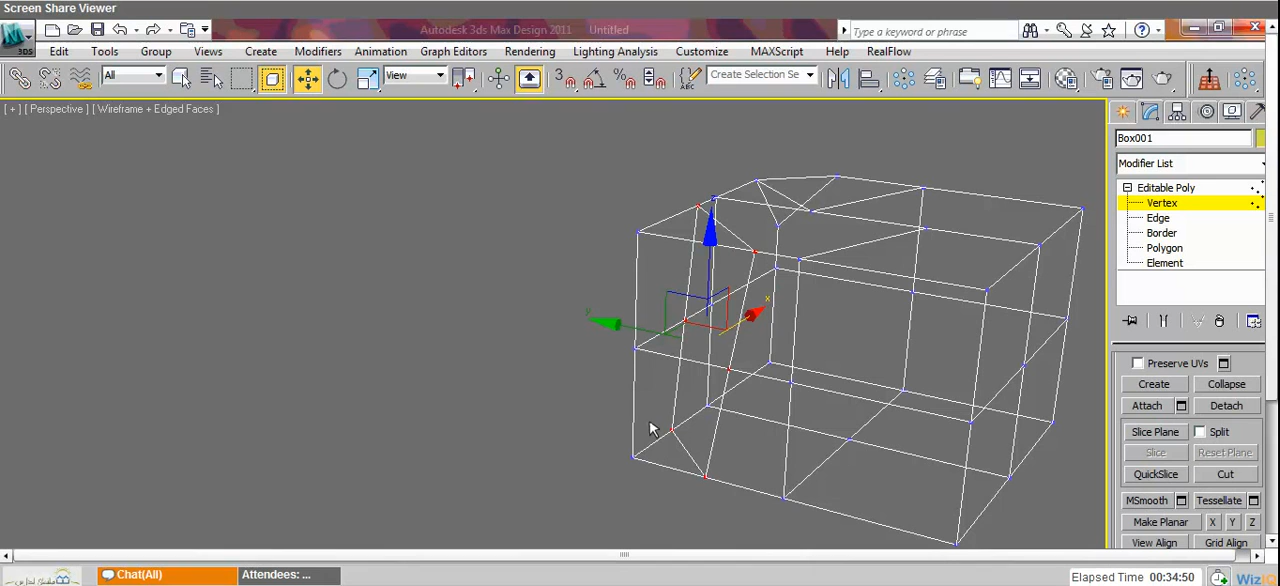 Screen Share Viewer
Autodesk 3ds Max Design 2011 Untitled
Type a keyword or phrase
3DS
Edit Tools Group Views Create Modifiers Animation Graph Editors Rendering Lighting Analysis Customize MAXScript Help RealFlow
All View 3 % ABC Create Selection Se
[ + ] [ Perspective ] [ Wireframe + Edged Faces ]
Box001
Modifier List
Editable Poly
Vertex
Edge
Border
Polygon
Element
x
y
Preserve UVs
Create Collapse
Attach Detach
Slice Plane Split
Slice Reset Plane
QuickSlice Cut
MSmooth Tessellate
Make Planar X Y Z
View Align Grid Align
Chat(All) Attendees: ... Elapsed Time 00:34:50 WizIQ